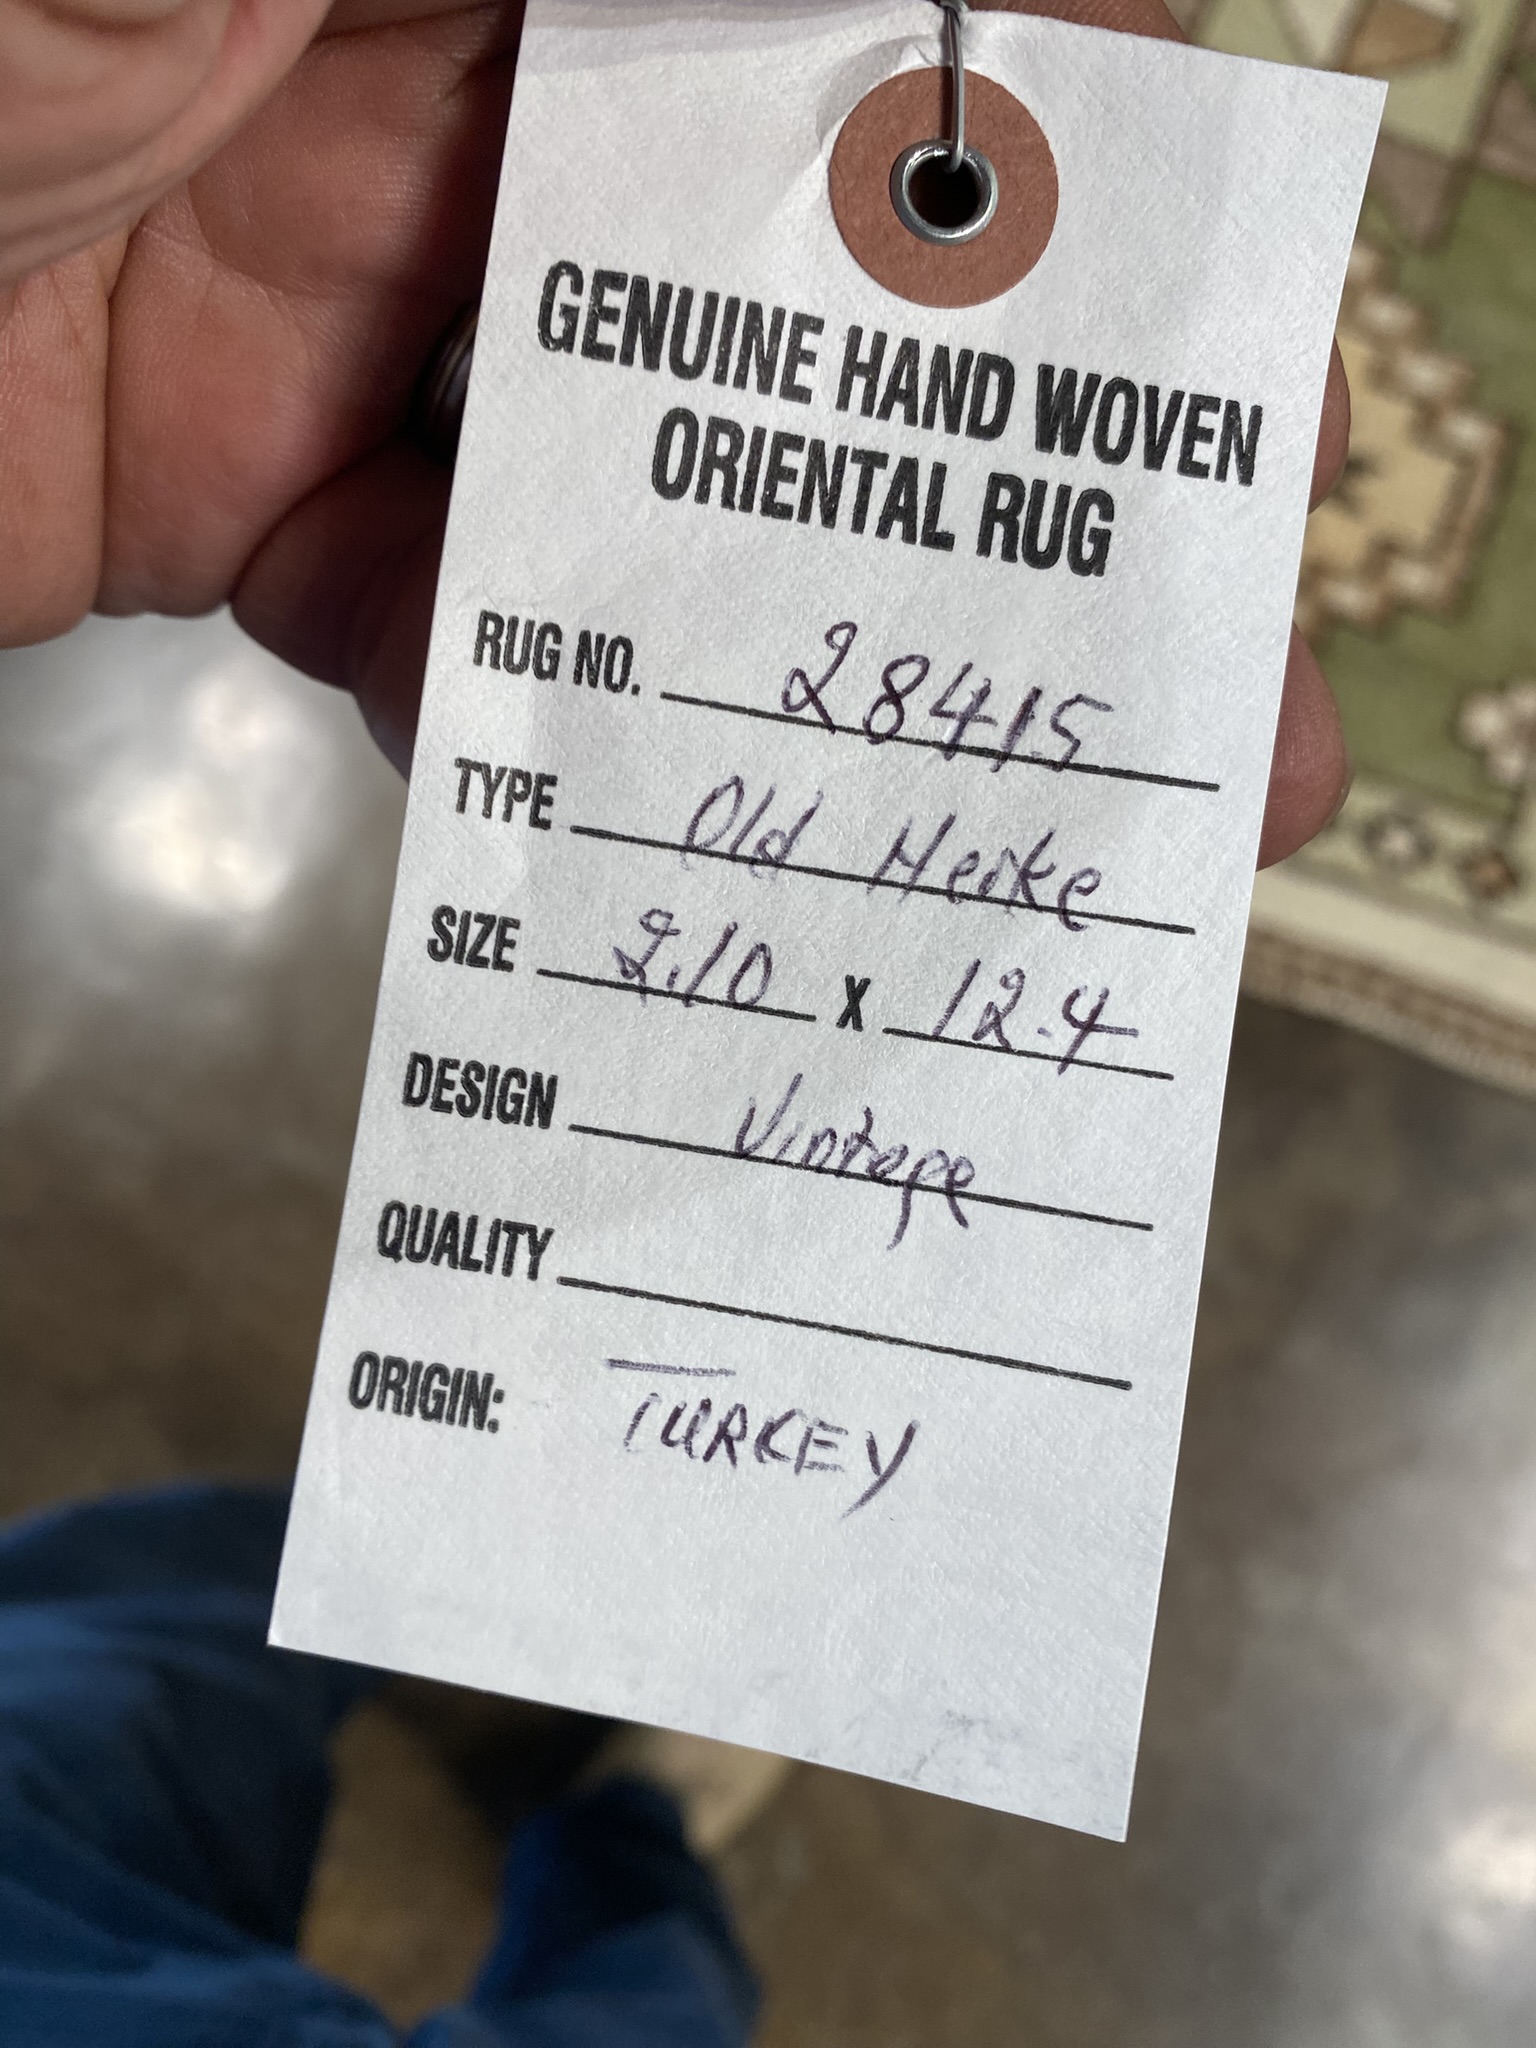 GENUINE HAND WOVEN
ORIENTAL RUG
RUG NO. 28415
TYPE Old Herke
SIZE 2.10 X 12.4
DESIGN Vintage
QUALITY
ORIGIN: TURKEY